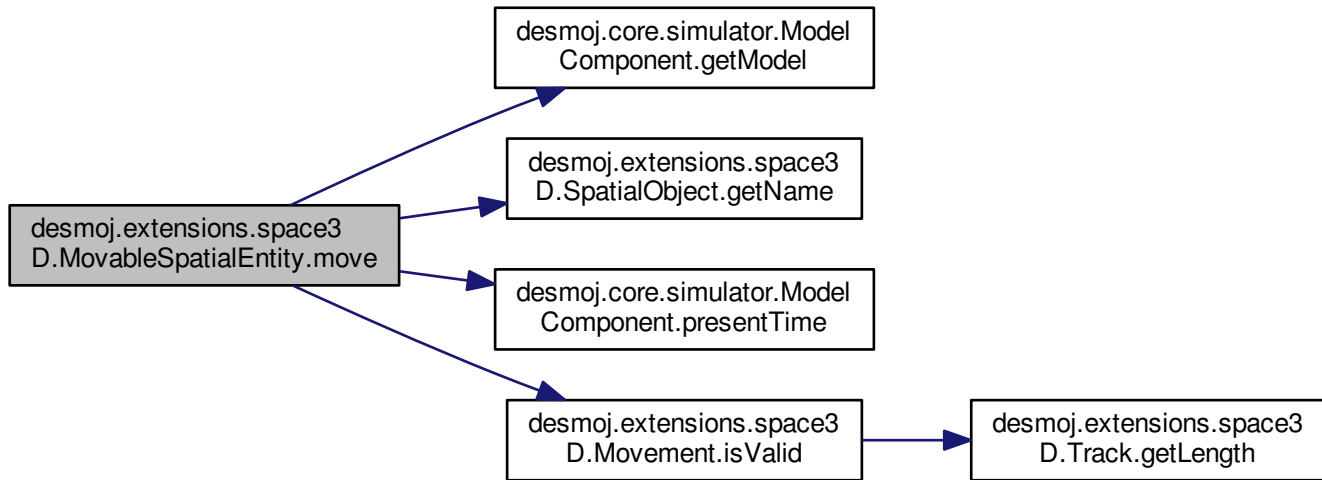 desmoj.core.simulator.Model
Component.getModel
desmoj.extensions.space3
D.SpatialObject.getName
desmoj.extensions.space3
D.MovableSpatialEntity.move
desmoj.core.simulator.Model
Component.presentTime
desmoj.extensions.space3
D.Movement.isValid
desmoj.extensions.space3
D.Track.getLength